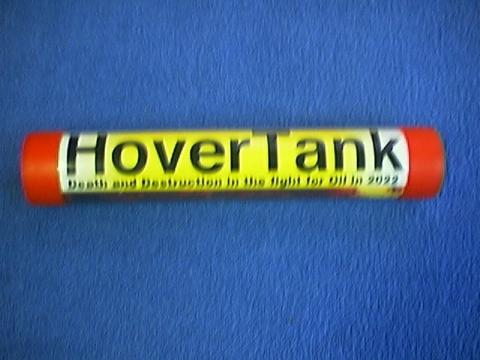 HoverTank
Death and Destruction in the fight for Oil in 2022